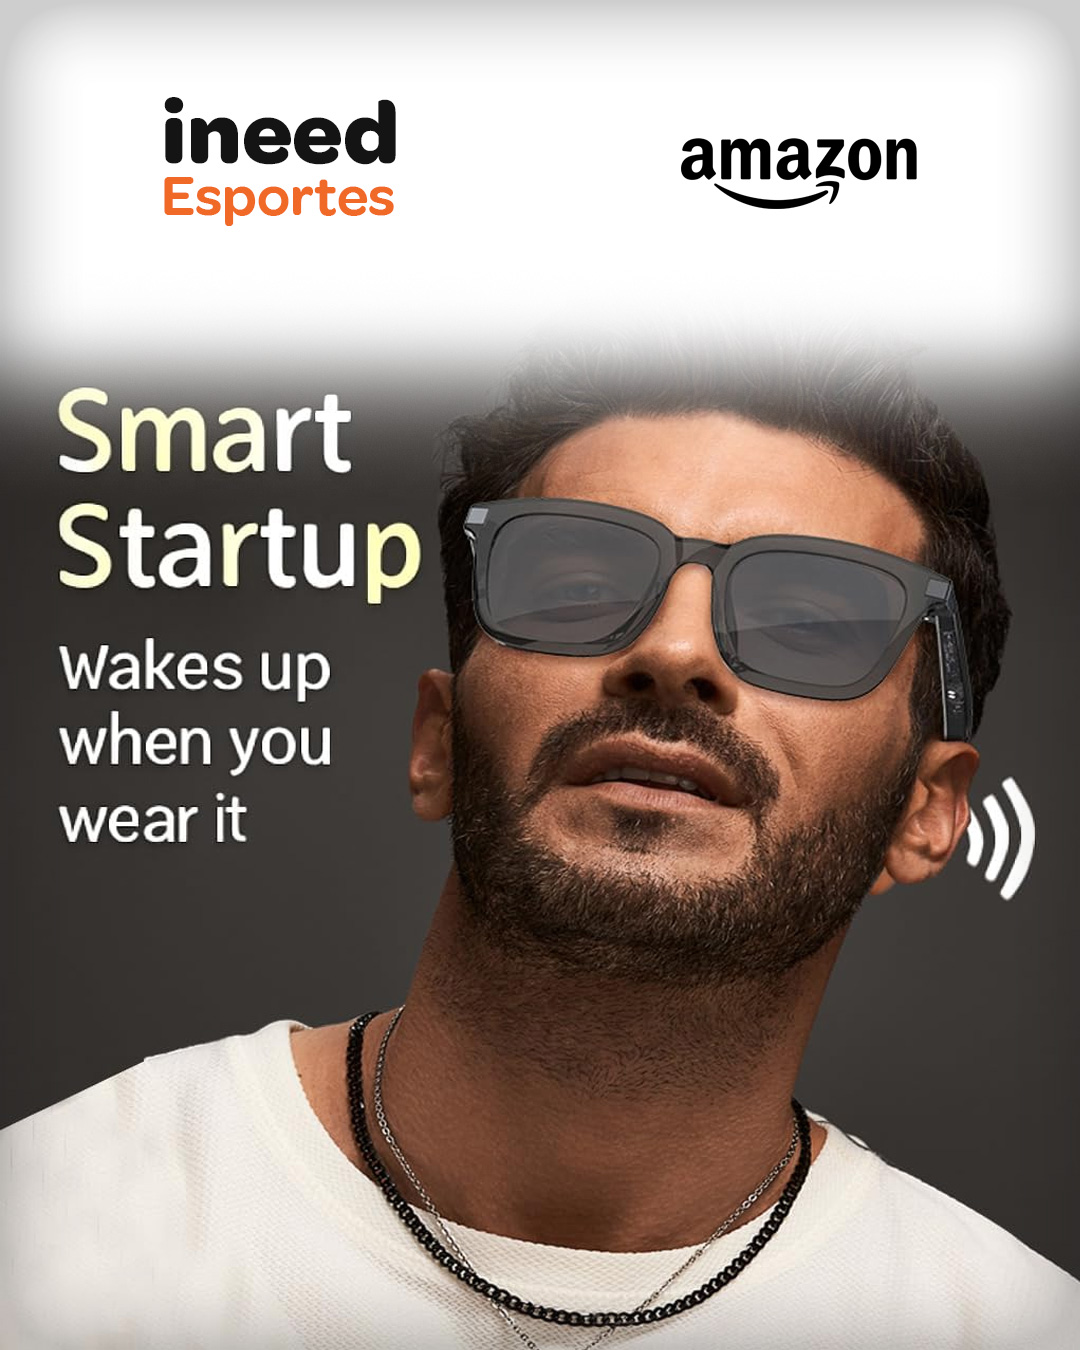 ineed
Esportes
amazon
Smart
Startup
wakes up
when you
wear it